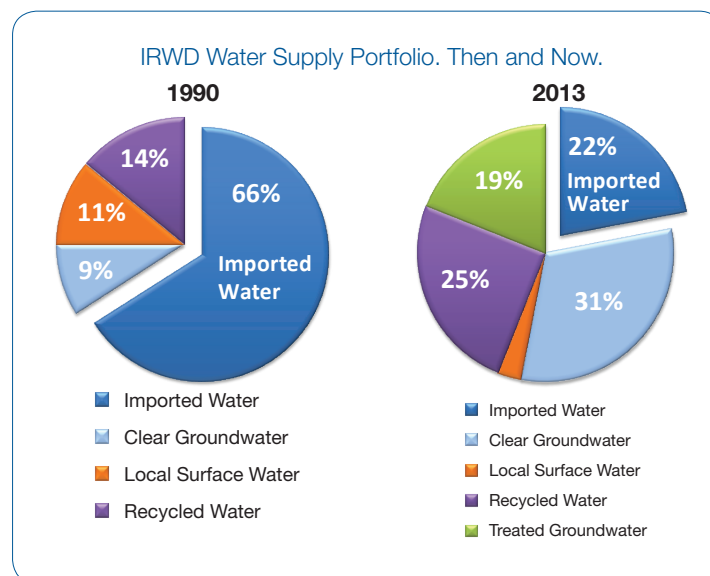 IRWD Water Supply Portfolio. Then and Now.
1990
14%
66%
11%
9%
Imported
Water
Imported Water
Clear Groundwater
Local Surface Water
Recycled Water
2013
22%
Imported
Water
19%
25%
31%
Imported Water
Clear Groundwater
Local Surface Water
Recycled Water
Treated Groundwater